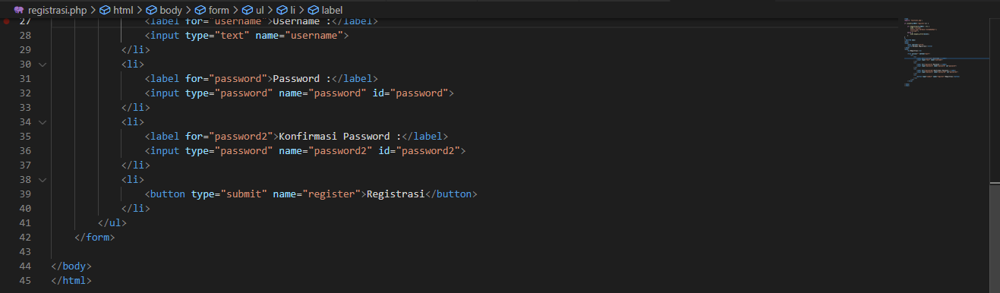 registrasi.php > html > body > form > ul > li > label
27 <label for="username">Username :</label>
28 <input type="text" name="username">
29 </li>
30 <li>
31 <label for="password">Password :</label>
32 <input type="password" name="password" id="password">
33 </li>
34 <li>
35 <label for="password2">Konfirmasi Password :</label>
36 <input type="password" name="password2" id="password2">
37 </li>
38 <li>
39 <button type="submit" name="register">Registrasi</button>
40 </li>
41 </ul>
42 </form>
43
44 </body>
45 </html>